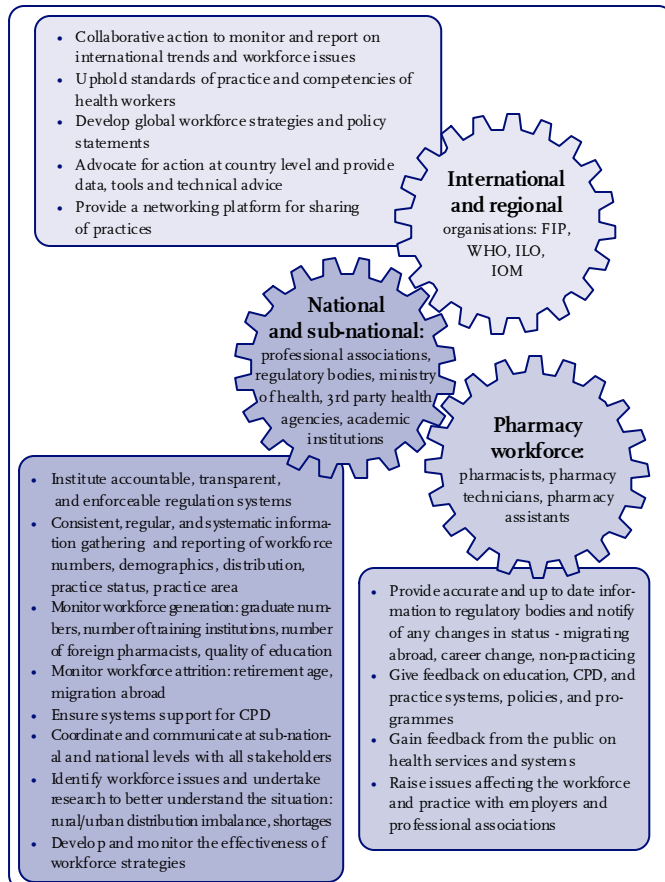 • Collaborative action to monitor and report on
international trends and workforce issues
• Uphold standards of practice and competencies of
health workers
• Develop global workforce strategies and policy
statements
• Advocate for action at country level and provide
data, tools and technical advice
• Provide a networking platform for sharing
of practices
International
and regional
organisations: FIP,
WHO, ILO,
IOM
National
and sub-national:
professional associations,
regulatory bodies, ministry
of health, 3rd party health
agencies, academic
institutions
Pharmacy
workforce:
pharmacists, pharmacy
technicians, pharmacy
assistants
• Institute accountable, transparent,
and enforceable regulation systems
• Consistent, regular, and systematic informa-
tion gathering and reporting of workforce
numbers, demographics, distribution,
practice status, practice area
• Monitor workforce generation: graduate num-
bers, number of training institutions, number
of foreign pharmacists, quality of education
• Monitor workforce attrition: retirement age,
migration abroad
• Ensure systems support for CPD
• Coordinate and communicate at sub-nation-
al and national levels with all stakeholders
• Identify workforce issues and undertake
research to better understand the situation:
rural/urban distribution imbalance, shortages
• Develop and monitor the effectiveness of
workforce strategies
• Provide accurate and up to date infor-
mation to regulatory bodies and notify
of any changes in status - migrating
abroad, career change, non-practicing
• Give feedback on education, CPD, and
practice systems, policies, and pro-
grammes
• Gain feedback from the public on
health services and systems
• Raise issues affecting the workforce
and practice with employers and
professional associations